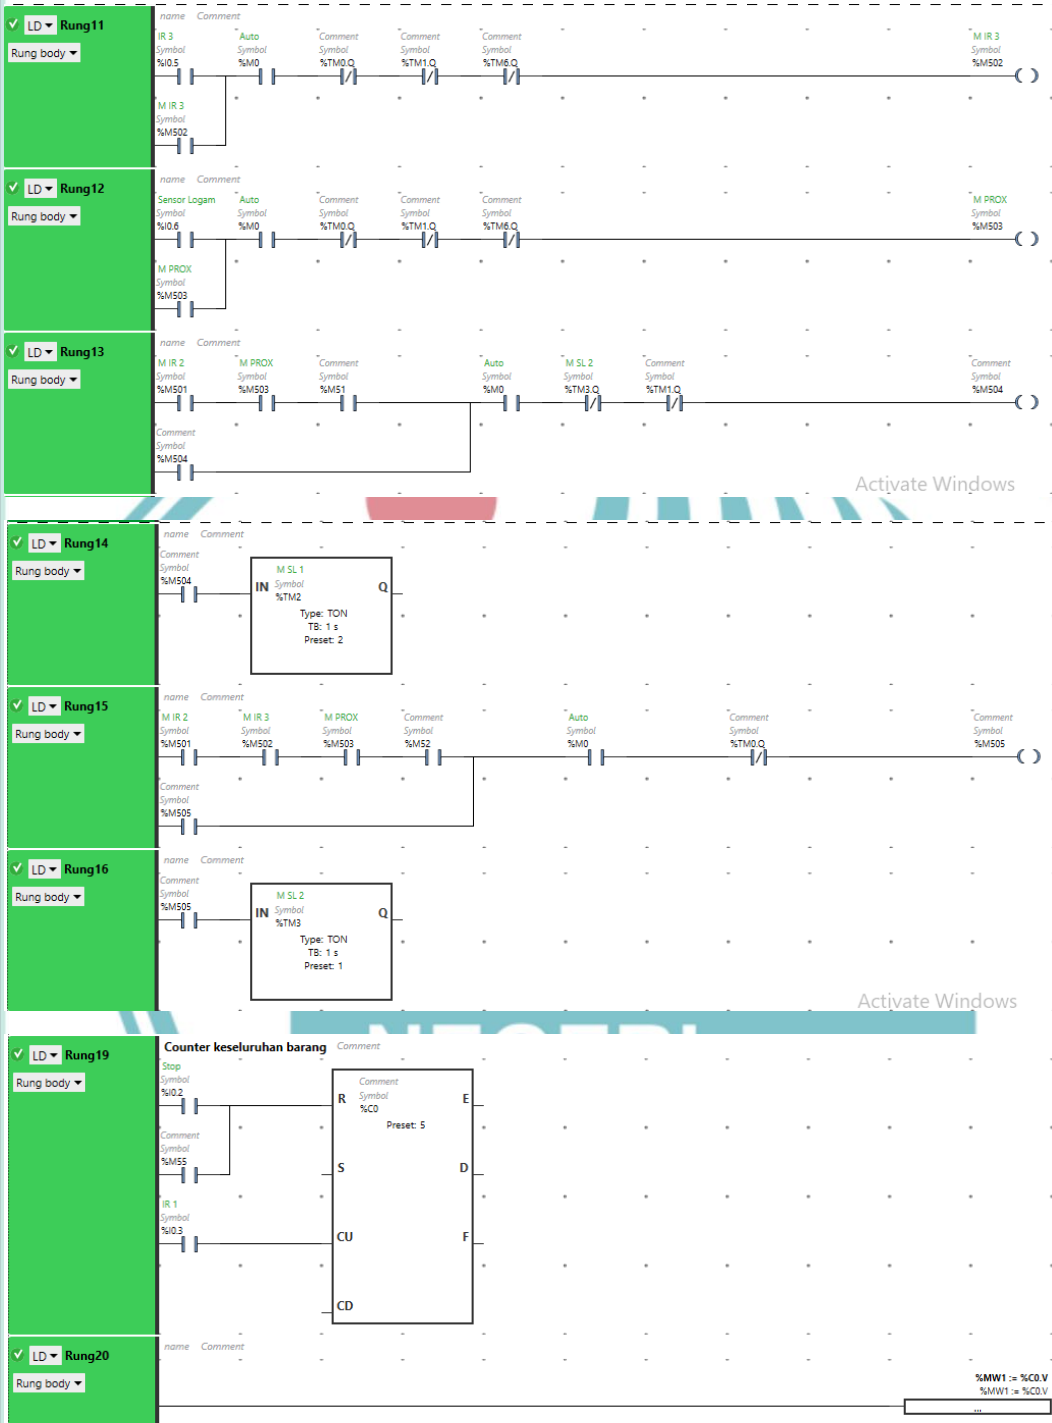 name Comment
LD Rung11
Rung body
IR 3 Auto Comment Comment Comment M IR 3
Symbol Symbol Symbol Symbol Symbol Symbol
%I0.5 %M0 %TM0.Q %TM1.Q %TM6.Q %M502
M IR 3
Symbol
%M502
name Comment
LD Rung12
Rung body
Sensor Logam Auto Comment Comment Comment M PROX
Symbol Symbol Symbol Symbol Symbol Symbol
%I0.6 %M0 %TM0.Q %TM1.Q %TM6.Q %M503
M PROX
Symbol
%M503
name Comment
LD Rung13
Rung body
M IR 2 M PROX Comment Auto M SL 2 Comment Comment
Symbol Symbol Symbol Symbol Symbol Symbol Symbol
%M501 %M503 %M51 %M0 %TM3.Q %TM1.Q %M504
Comment
Symbol
%M504
Activate Windows
name Comment
LD Rung14
Rung body
Comment
Symbol
%M504
M SL 1
IN Symbol Q
%TM2
Type: TON
TB: 1 s
Preset: 2
name Comment
LD Rung15
Rung body
M IR 2 M IR 3 M PROX Comment Auto Comment Comment
Symbol Symbol Symbol Symbol Symbol Symbol Symbol
%M501 %M502 %M503 %M52 %M0 %TM0.Q %M505
Comment
Symbol
%M505
name Comment
LD Rung16
Rung body
Comment
Symbol
%M505
M SL 2
IN Symbol Q
%TM3
Type: TON
TB: 1 s
Preset: 1
Activate Windows
Counter keseluruhan barang Comment
LD Rung19
Rung body
Stop
Symbol
%I0.2
Comment
R Symbol E
%C0
Preset: 5
Comment
Symbol
%M55
S D
IR 1
Symbol
%I0.3
CU F
CD
name Comment
LD Rung20
Rung body
%MW1 := %C0.V
%MW1 := %C0.V
...